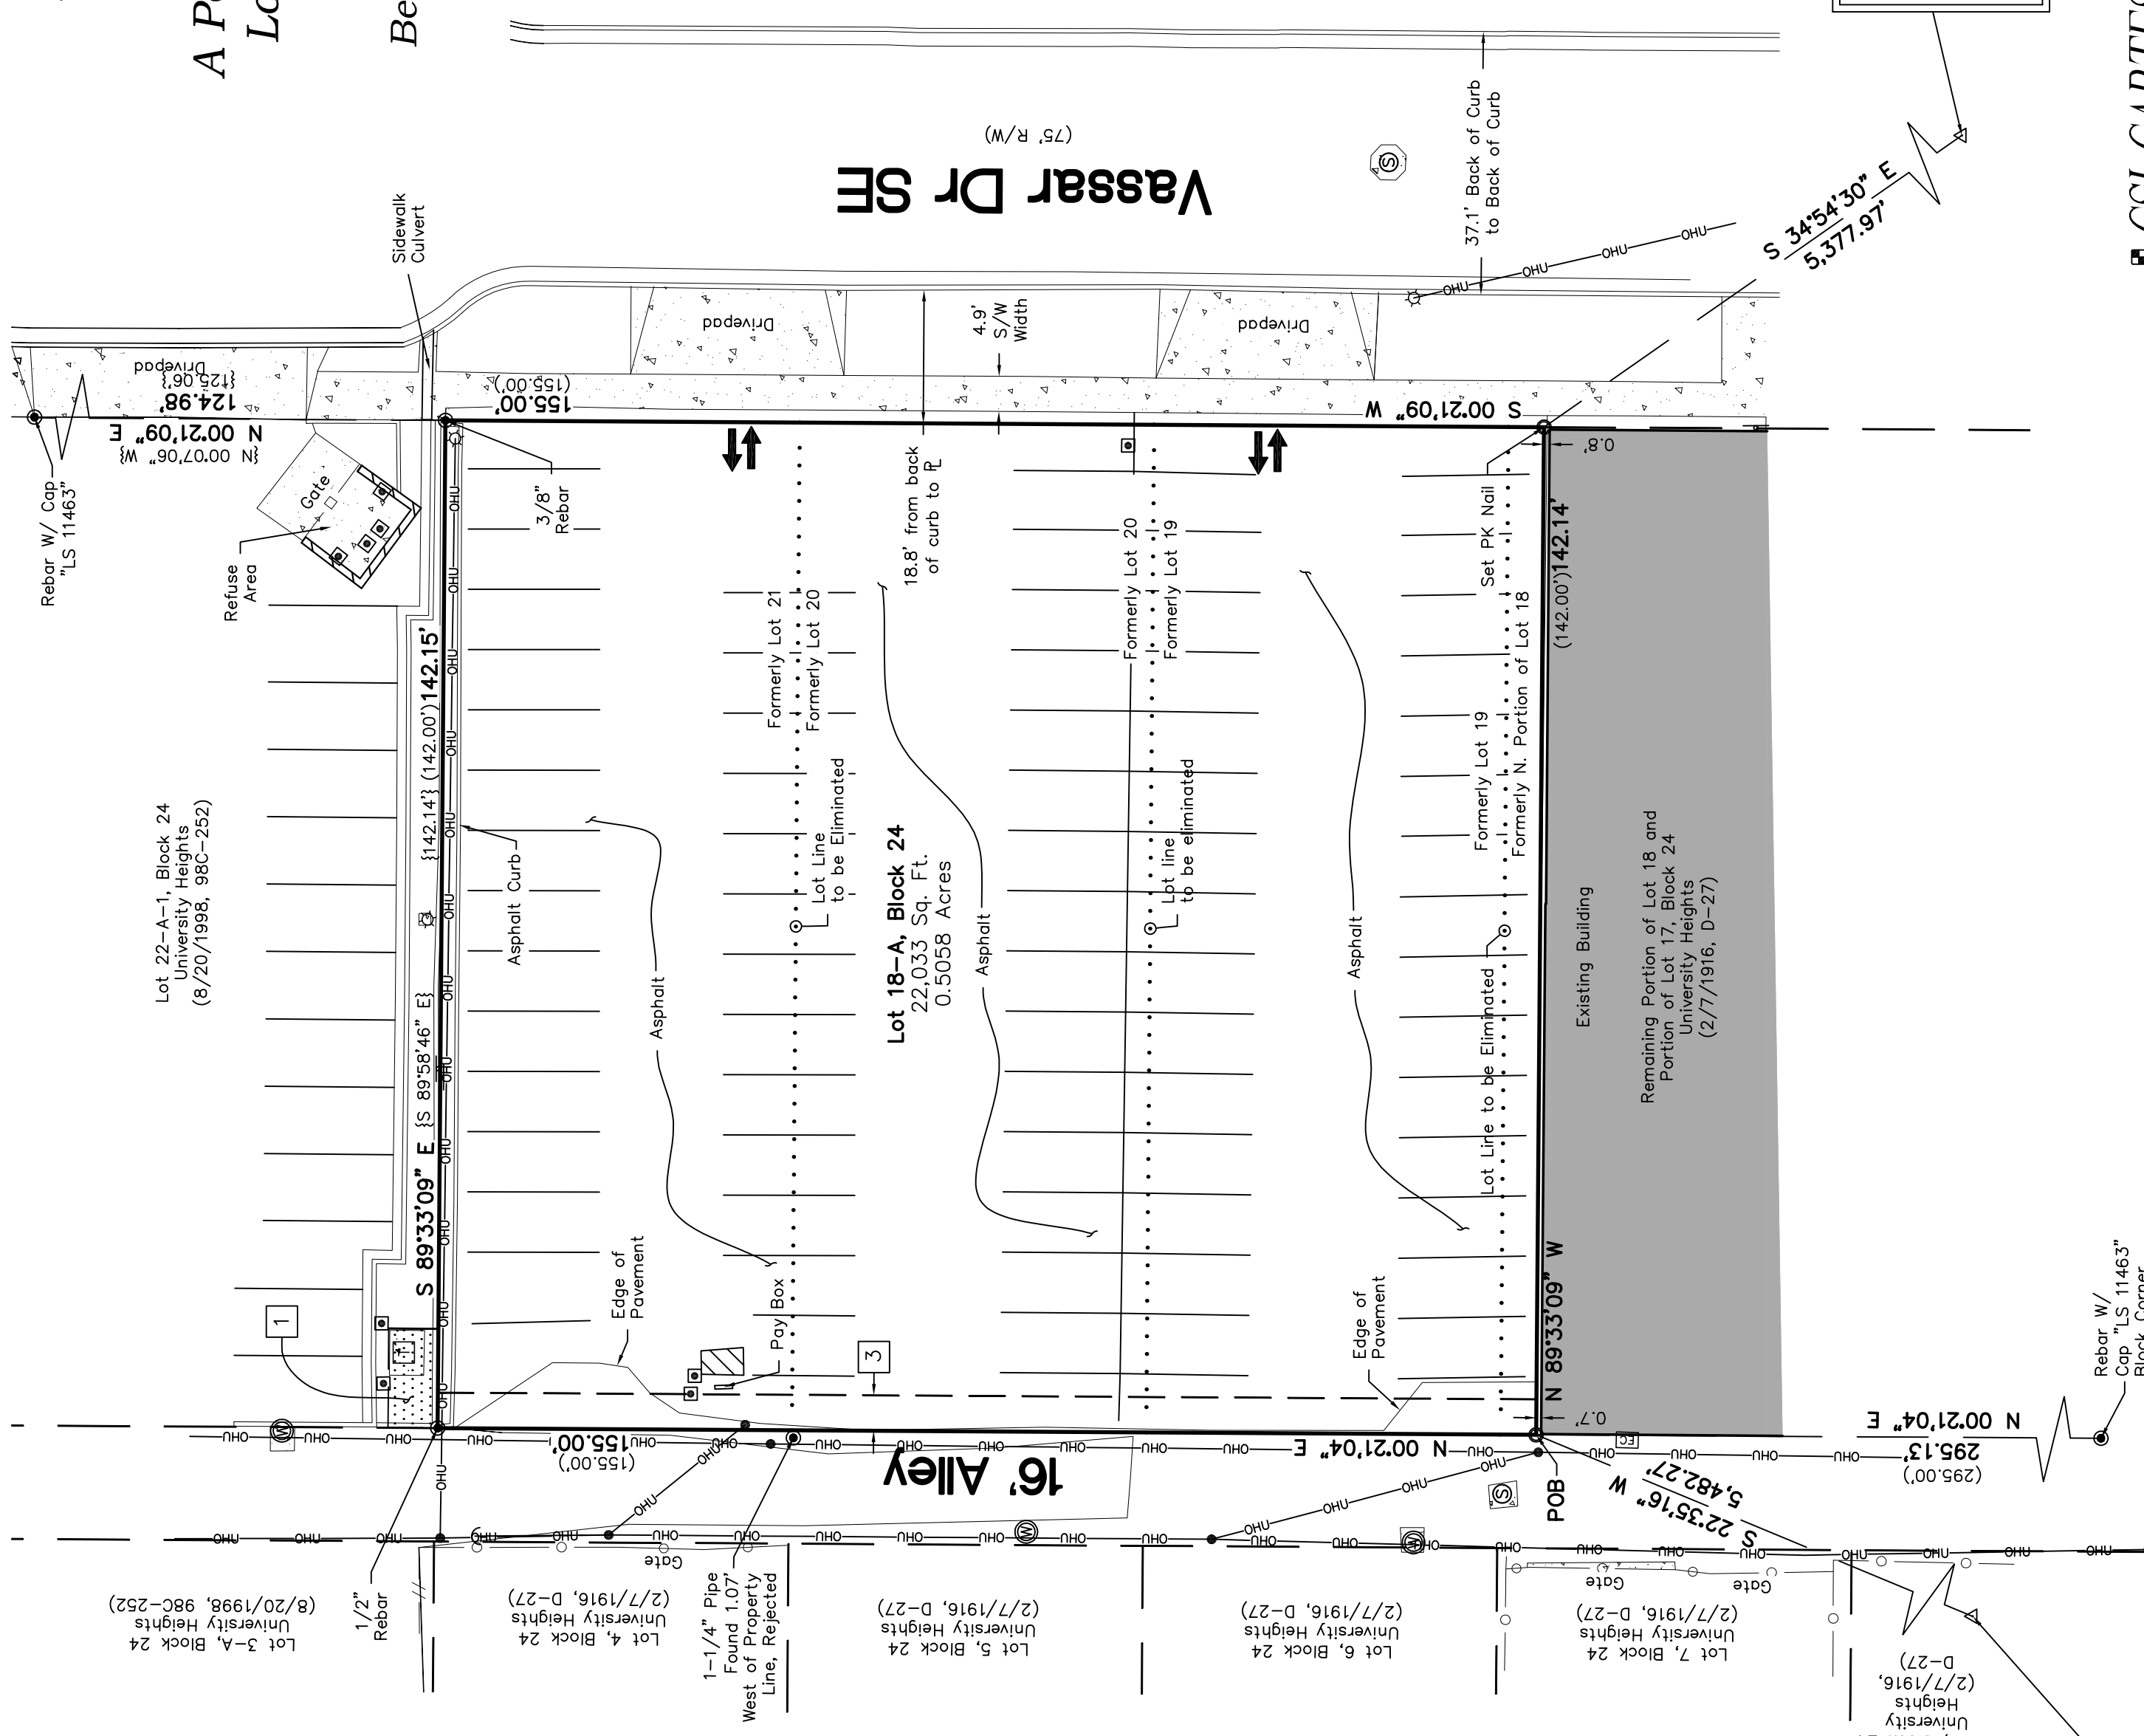 A P
Lo
Be
Vassar Dr SE
(75' R/W)
37.1' Back of Curb
to Back of Curb
S 34°54'30" E
5,377.97'
Sidewalk
Culvert
Drivepad
Drivepad
Drivepad
4.9'
S/W
Width
{125.06'}
124.98'
N 00°21'09" E
{N 00°07'06" W}
(155.00')
155.00'
S 00°21'09" W
Rebar W/ Cap
"LS 11463"
Refuse
Area
Gate
3/8"
Rebar
18.8' from back
of curb to PL
Set PK Nail
0.8'
142.14'
(142.00')
S 89°33'09" E
{S 89°58'46" E}
{142.14'}
(142.00')
142.15'
Lot 22-A-1, Block 24
University Heights
(8/20/1998, 98C-252)
Asphalt Curb
Formerly Lot 21
Formerly Lot 20
Formerly Lot 20
Formerly Lot 19
Formerly Lot 19
Formerly N. Portion of Lot 18
Lot Line
to be Eliminated
Lot line
to be eliminated
Lot Line to be Eliminated
Asphalt
Asphalt
Asphalt
Lot 18-A, Block 24
22,033 Sq. Ft.
0.5058 Acres
Existing Building
Remaining Portion of Lot 18 and
Portion of Lot 17, Block 24
University Heights
(2/7/1916, D-27)
1
1
Edge of
Pavement
Pay Box
3
Edge of
Pavement
N 89°33'09" W
0.7'
155.00'
(155.00')
16' Alley
N 00°21'04" E
POB
EC
N 00°21'04" E
295.13'
(295.00')
S 22°35'16" W
5,482.27'
Rebar W/
Cap "LS 11463"
Block Corner
1/2"
Rebar
1-1/4" Pipe
Found 1.07'
West of Property
Line, Rejected
Gate
Gate
Gate
Lot 3-A, Block 24
University Heights
(8/20/1998, 98C-252)
Lot 4, Block 24
University Heights
(2/7/1916, D-27)
Lot 5, Block 24
University Heights
(2/7/1916, D-27)
Lot 6, Block 24
University Heights
(2/7/1916, D-27)
Lot 7, Block 24
University Heights
(2/7/1916, D-27)
University
Heights
(2/7/1916,
D-27)